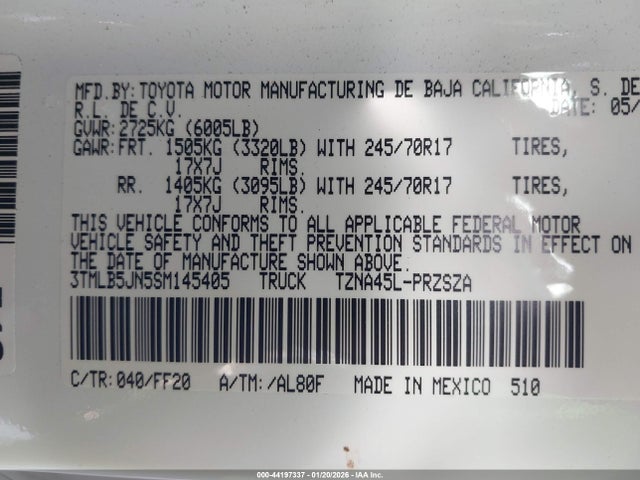 MFD.BY:TOYOTA MOTOR MANUFACTURING DE BAJA CALIFORNIA, S. DE
R.L. DE C.V. DATE: 05/
GVWR:2725KG (6005LB)
GAWR:FRT. 1505KG (3320LB) WITH 245/70R17 TIRES,
17X7J RIMS.
RR. 1405KG (3095LB) WITH 245/70R17 TIRES,
17X7J RIMS.
THIS VEHICLE CONFORMS TO ALL APPLICABLE FEDERAL MOTOR
VEHICLE SAFETY AND THEFT PREVENTION STANDARDS IN EFFECT ON
THE DATE OF MANUFACTURE SHOWN ABOVE.
3TMLB5JN5SM145405 TRUCK TZNA45L-PRZSZA
C/TR:040/FF20 A/TM:/AL80F MADE IN MEXICO 510
000-44197337 - 01/20/2026 - IAA Inc.